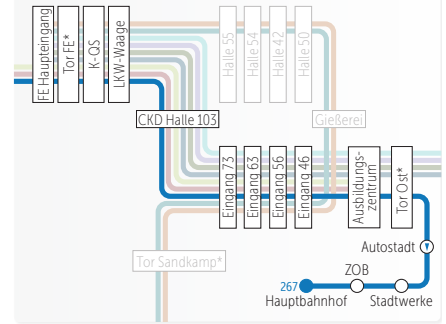 FE Haupteingang
Tor FE*
K-QS
LKW-Waage
Halle 55
Halle 54
Halle 42
Halle 50
CKD Halle 103
Gießerei
Eingang 73
Eingang 63
Eingang 56
Eingang 46
Ausbildungs-
zentrum
Tor Ost*
Tor Sandkamp*
Autostadt
ZOB
267
Hauptbahnhof
Stadtwerke